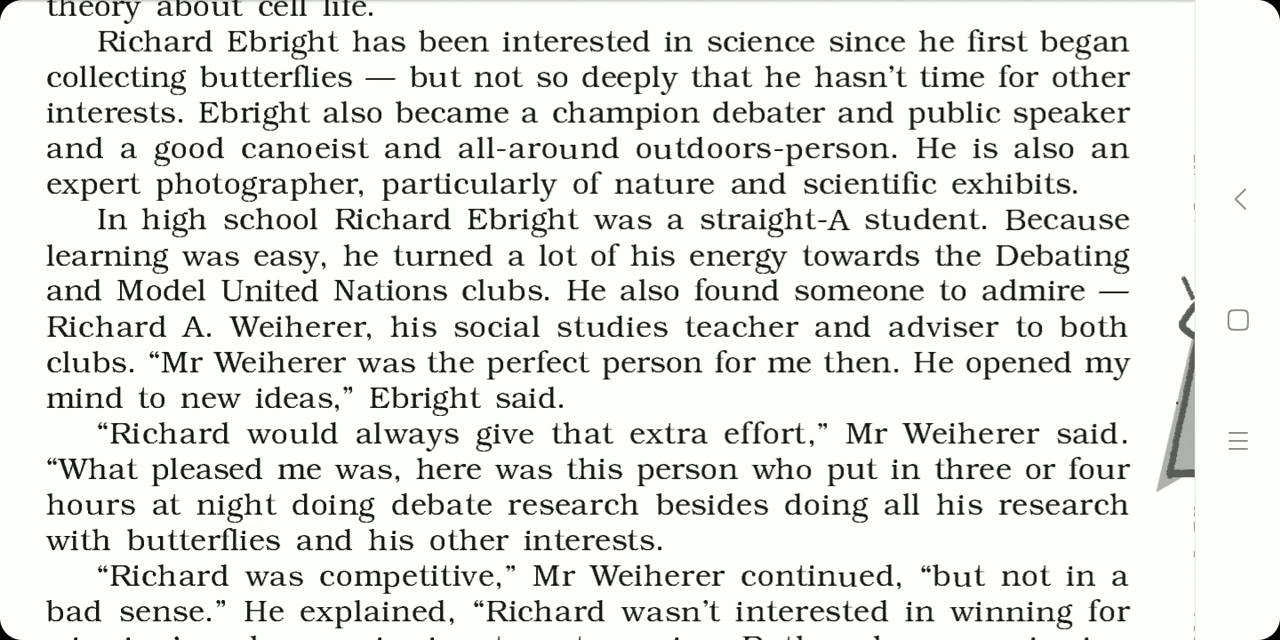 theory about cell life.
Richard Ebright has been interested in science since he first began
collecting butterflies — but not so deeply that he hasn’t time for other
interests. Ebright also became a champion debater and public speaker
and a good canoeist and all-around outdoors-person. He is also an
expert photographer, particularly of nature and scientific exhibits.
In high school Richard Ebright was a straight-A student. Because
learning was easy, he turned a lot of his energy towards the Debating
and Model United Nations clubs. He also found someone to admire —
Richard A. Weiherer, his social studies teacher and adviser to both
clubs. “Mr Weiherer was the perfect person for me then. He opened my
mind to new ideas,” Ebright said.
“Richard would always give that extra effort,” Mr Weiherer said.
“What pleased me was, here was this person who put in three or four
hours at night doing debate research besides doing all his research
with butterflies and his other interests.
“Richard was competitive,” Mr Weiherer continued, “but not in a
bad sense.” He explained, “Richard wasn’t interested in winning for